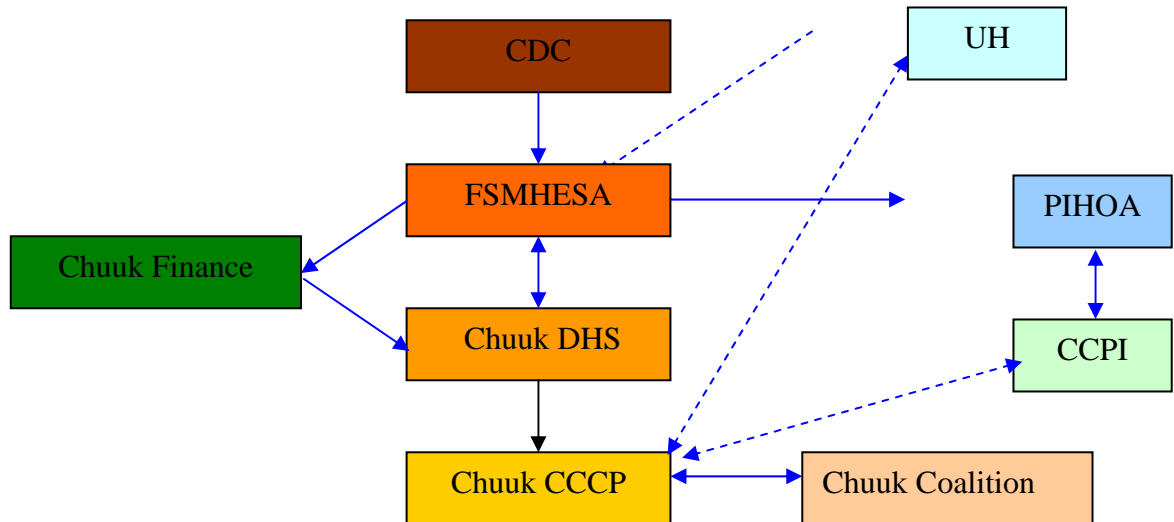 UH
CDC
FSMHESA
PIHOA
Chuuk Finance
Chuuk DHS
CCPI
Chuuk CCCP
Chuuk Coalition